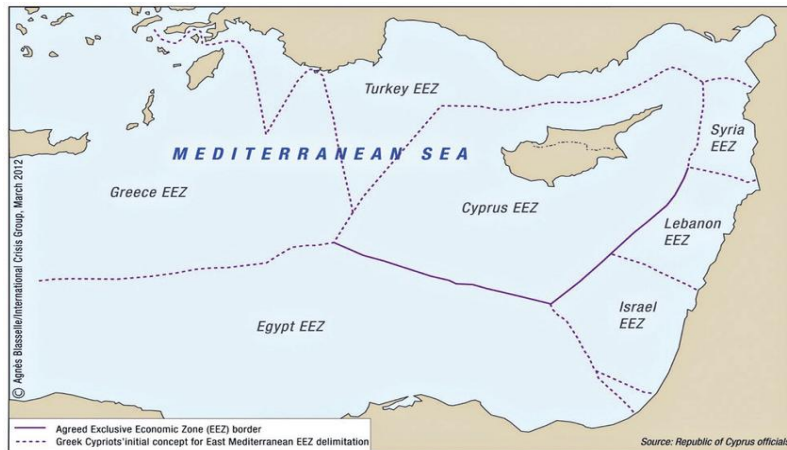 Turkey EEZ
Syria
EEZ
MEDITERRANEAN SEA
Greece EEZ
Cyprus EEZ
Lebanon
EEZ
Israel
EEZ
Egypt EEZ
© Agnès Blasselle/International Crisis Group, March 2012
Agreed Exclusive Economic Zone (EEZ) border
Greek Cypriots'initial concept for East Mediterranean EEZ delimitation
Source: Republic of Cyprus officials